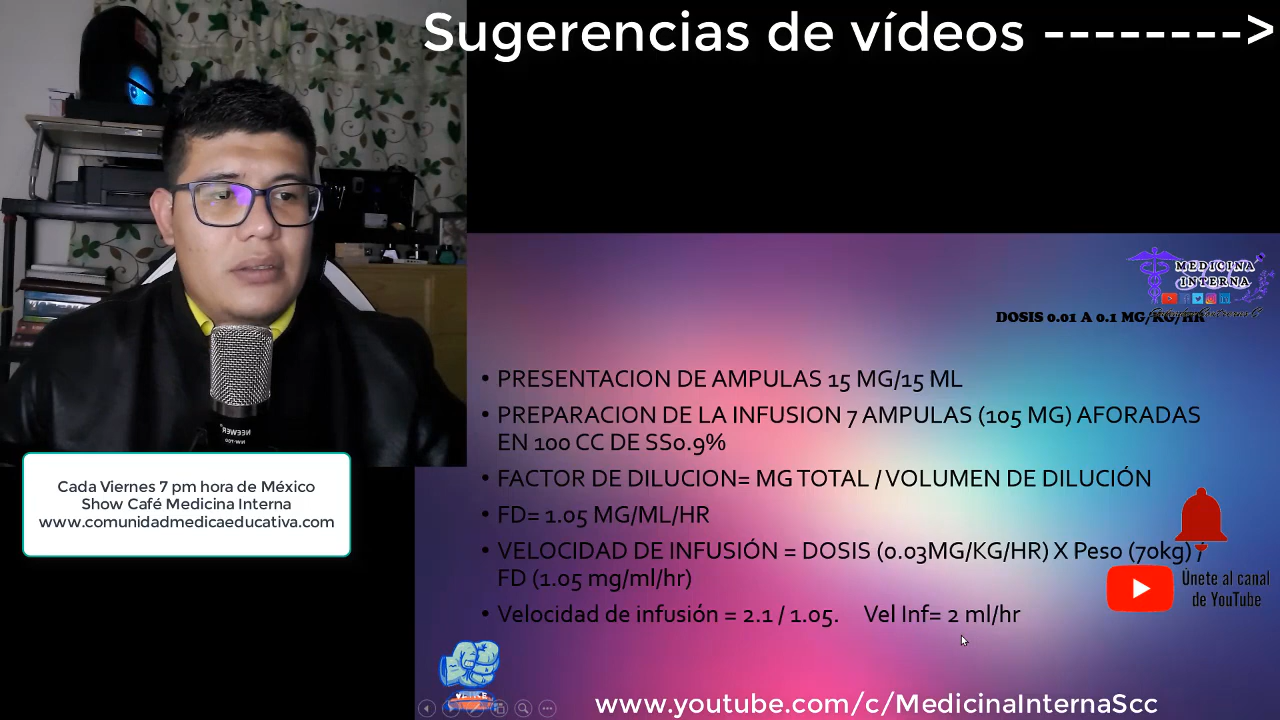 Sugerencias de vídeos -------->
MEDICINA
INTERNA
DOSIS 0.01 A 0.1 MG/KG/HR
• PRESENTACION DE AMPULAS 15 MG/15 ML
• PREPARACION DE LA INFUSION 7 AMPULAS (105 MG) AFORADAS
EN 100 CC DE SS0.9%
• FACTOR DE DILUCION= MG TOTAL / VOLUMEN DE DILUCIÓN
• FD= 1.05 MG/ML/HR
• VELOCIDAD DE INFUSIÓN = DOSIS (0.03MG/KG/HR) X Peso (70kg) /
FD (1.05 mg/ml/hr)
• Velocidad de infusión = 2.1 / 1.05. Vel Inf= 2 ml/hr
Únete al canal
de YouTube
NEEWER
NW-700
Cada Viernes 7 pm hora de México
Show Café Medicina Interna
www.comunidadmedicaeducativa.com
www.youtube.com/c/MedicinaInternaScc